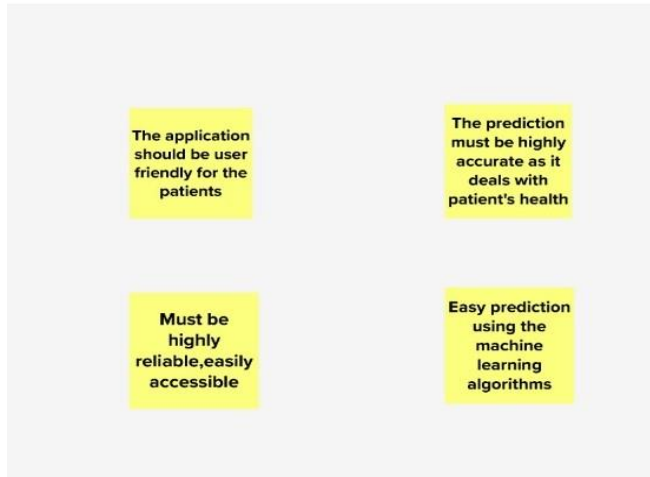 The application
should be user
friendly for the
patients
The prediction
must be highly
accurate as it
deals with
patient's health
Must be
highly
reliable,easily
accessible
Easy prediction
using the
machine
learning
algorithms